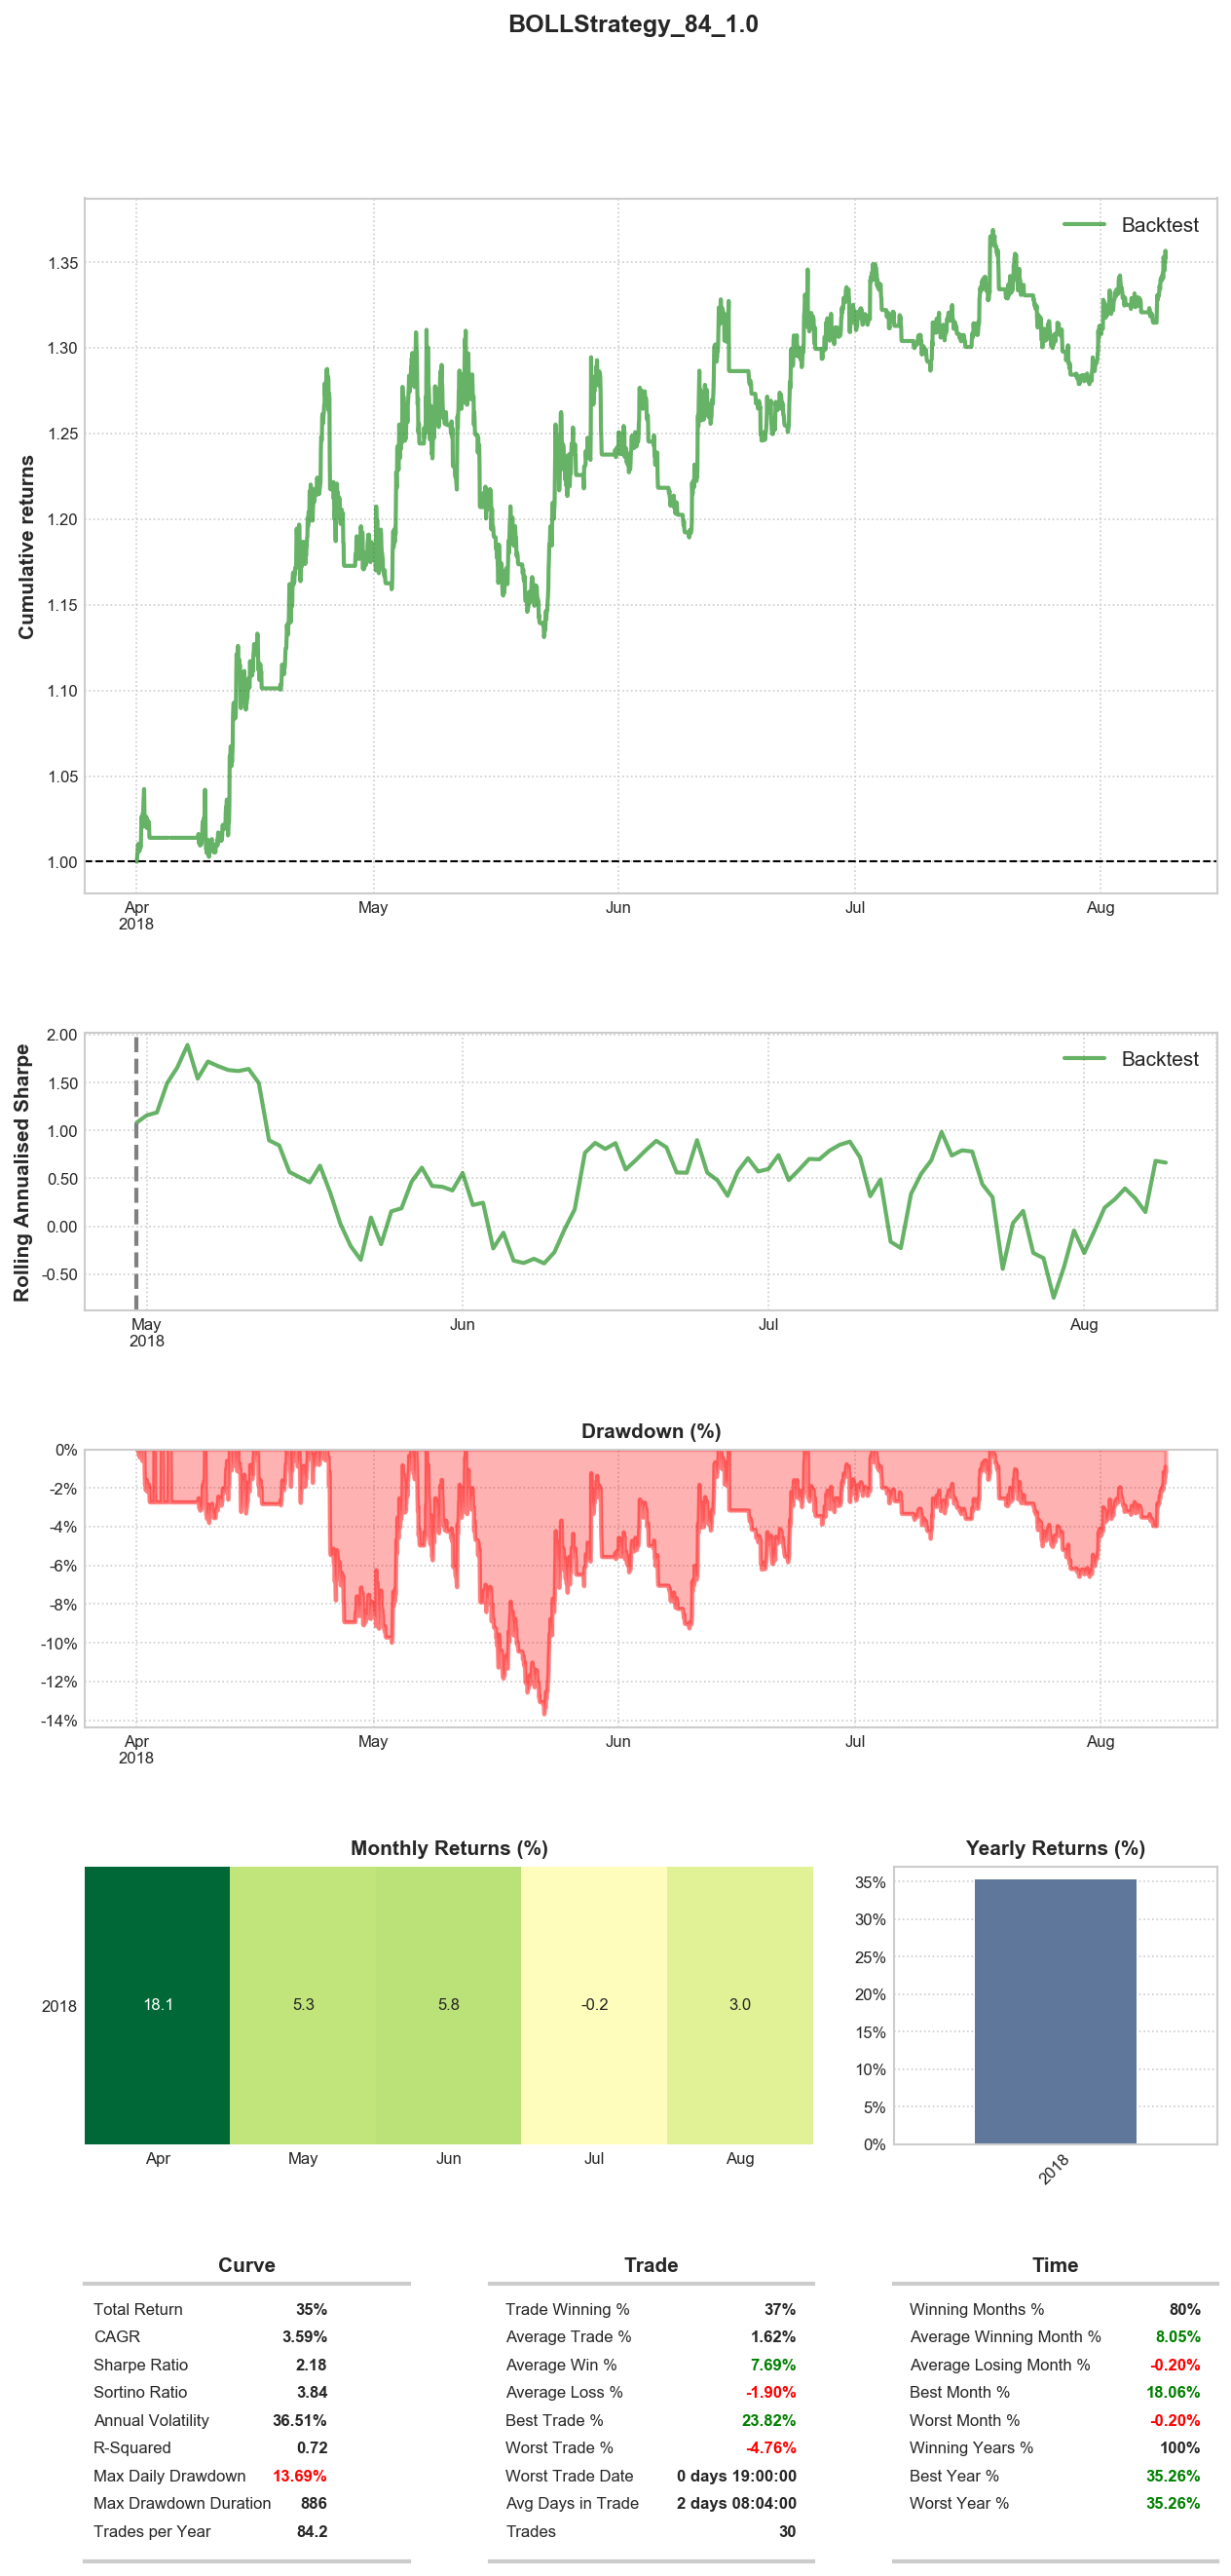 BOLLStrategy_84_1.0
Backtest
Cumulative returns
1.35
1.30
1.25
1.20
1.15
1.10
1.05
1.00
Apr May Jun Jul Aug
2018
Backtest
Rolling Annualised Sharpe
2.00
1.50
1.00
0.50
0.00
-0.50
May Jun Jul Aug
2018
Drawdown (%)
0%
-2%
-4%
-6%
-8%
-10%
-12%
-14%
Apr May Jun Jul Aug
2018
Monthly Returns (%)
2018 18.1 5.3 5.8 -0.2 3.0
Apr May Jun Jul Aug
Yearly Returns (%)
35%
30%
25%
20%
15%
10%
5%
0%
2018
Curve
Total Return 35%
CAGR 3.59%
Sharpe Ratio 2.18
Sortino Ratio 3.84
Annual Volatility 36.51%
R-Squared 0.72
Max Daily Drawdown 13.69%
Max Drawdown Duration 886
Trades per Year 84.2
Trade
Trade Winning % 37%
Average Trade % 1.62%
Average Win % 7.69%
Average Loss % -1.90%
Best Trade % 23.82%
Worst Trade % -4.76%
Worst Trade Date 0 days 19:00:00
Avg Days in Trade 2 days 08:04:00
Trades 30
Time
Winning Months % 80%
Average Winning Month % 8.05%
Average Losing Month % -0.20%
Best Month % 18.06%
Worst Month % -0.20%
Winning Years % 100%
Best Year % 35.26%
Worst Year % 35.26%